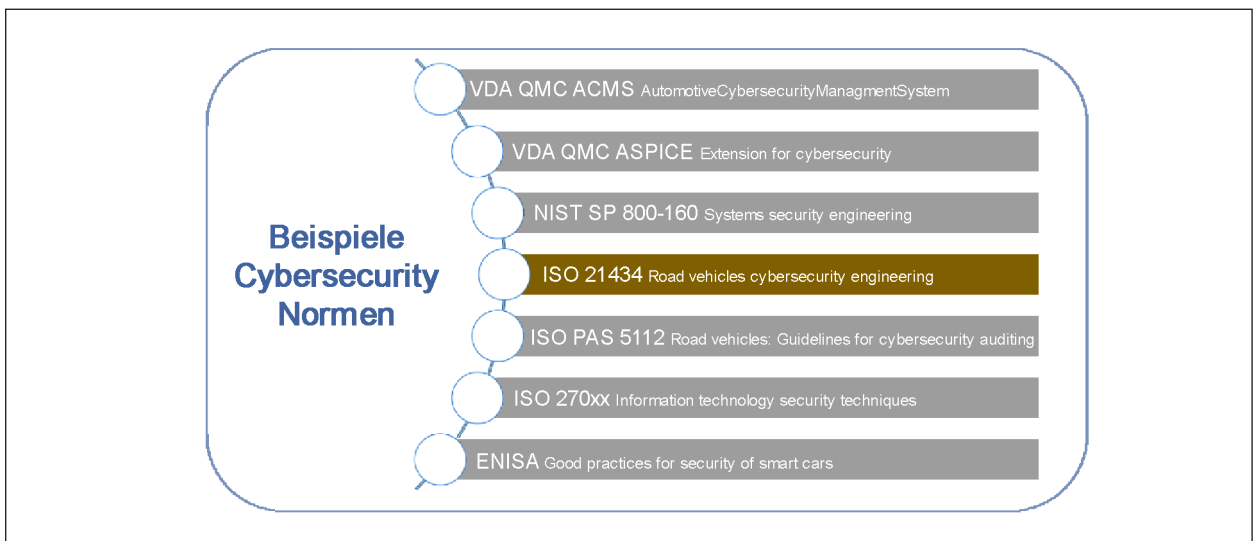 Beispiele
Cybersecurity
Normen
VDA QMC ACMS AutomotiveCybersecurityManagmentSystem
VDA QMC ASPICE Extension for cybersecurity
NIST SP 800-160 Systems security engineering
ISO 21434 Road vehicles cybersecurity engineering
ISO PAS 5112 Road vehicles: Guidelines for cybersecurity auditing
ISO 270xx Information technology security techniques
ENISA Good practices for security of smart cars